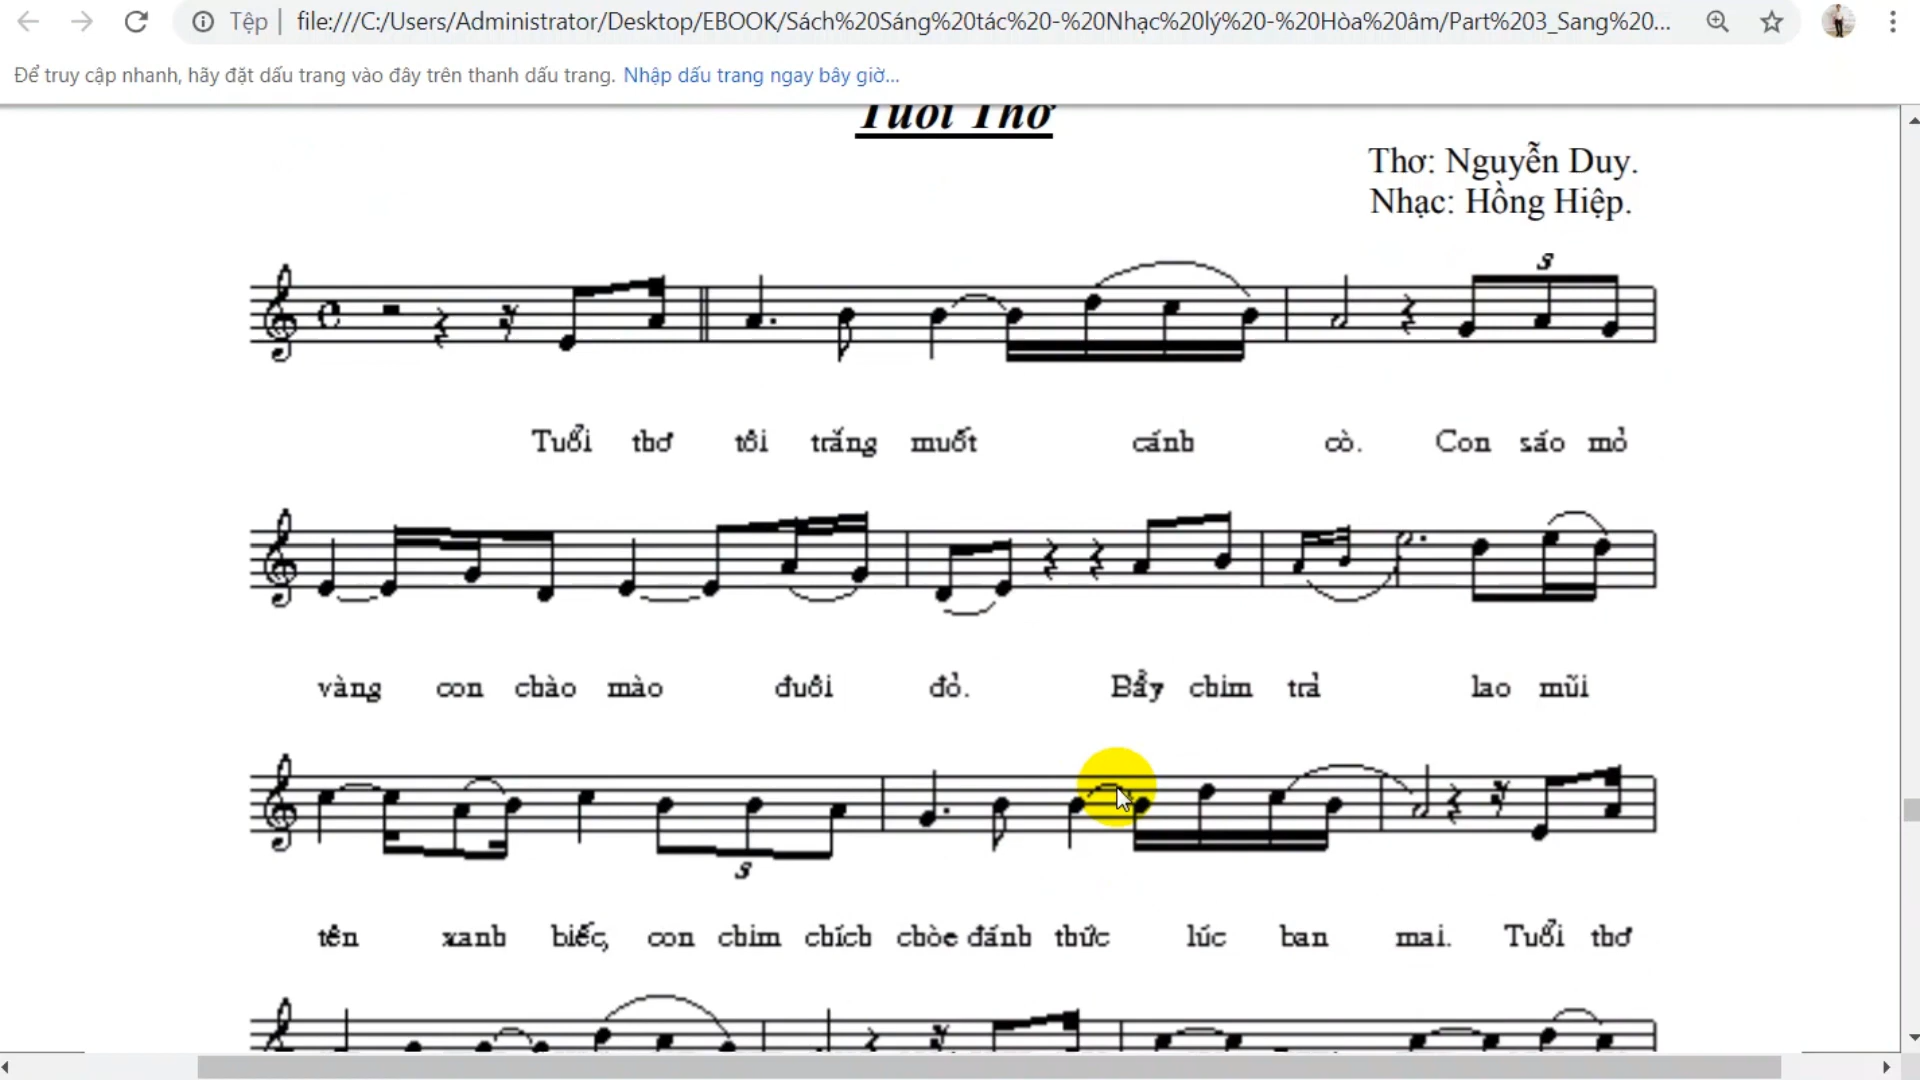 Tệp
file:///C:/Users/Administrator/Desktop/EBOOK/Sách%20Sáng%20tác%20-%20Nhạc%20lý%20-%20Hòa%20âm/Part%203_Sang%20...
Để truy cập nhanh, hãy đặt dấu trang vào đây trên thanh dấu trang. Nhập dấu trang ngay bây giờ...
Tuổi Thơ
Thơ: Nguyễn Duy.
Nhạc: Hồng Hiệp.
3
Tuổi thơ tôi trắng muốt cánh cò. Con sáo mỏ
vàng con chào mào đuôi đỏ. Bầy chim trả lao mũi
3
tên xanh biếc, con chim chích chòe đánh thức lúc ban mai. Tuổi thơ